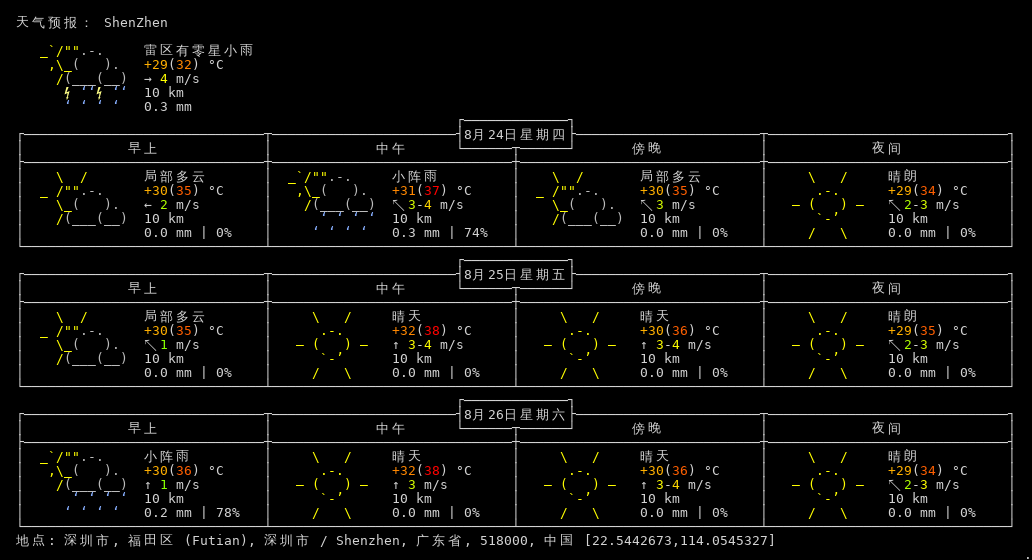 天气预报： ShenZhen
雷区有零星小雨
+29(32) °C
→ 4 m/s
10 km
0.3 mm
8月24日星期四
早上 中午 傍晚 夜间
局部多云 小阵雨 局部多云 晴朗
+30(35) °C +31(37) °C +30(35) °C +29(34) °C
← 2 m/s ↖ 3-4 m/s ↖ 3 m/s ↖ 2-3 m/s
10 km 10 km 10 km 10 km
0.0 mm | 0% 0.3 mm | 74% 0.0 mm | 0% 0.0 mm | 0%
8月25日星期五
早上 中午 傍晚 夜间
局部多云 晴天 晴天 晴朗
+30(35) °C +32(38) °C +30(36) °C +29(35) °C
↖ 1 m/s ↑ 3-4 m/s ↑ 3-4 m/s ↖ 2-3 m/s
10 km 10 km 10 km 10 km
0.0 mm | 0% 0.0 mm | 0% 0.0 mm | 0% 0.0 mm | 0%
8月26日星期六
早上 中午 傍晚 夜间
小阵雨 晴天 晴天 晴朗
+30(36) °C +32(38) °C +30(36) °C +29(34) °C
↑ 1 m/s ↑ 3 m/s ↑ 3-4 m/s ↖ 2-3 m/s
10 km 10 km 10 km 10 km
0.2 mm | 78% 0.0 mm | 0% 0.0 mm | 0% 0.0 mm | 0%
地点: 深圳市, 福田区 (Futian), 深圳市 / Shenzhen, 广东省, 518000, 中国 [22.5442673,114.0545327]